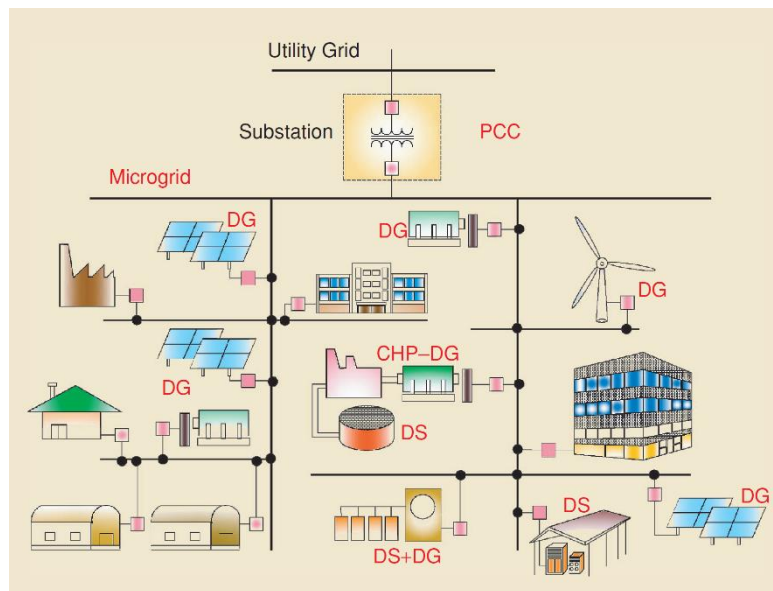 Utility Grid
Substation
PCC
Microgrid
DG
DG
DG
CHP–DG
DG
DS
DG
DS
DS+DG